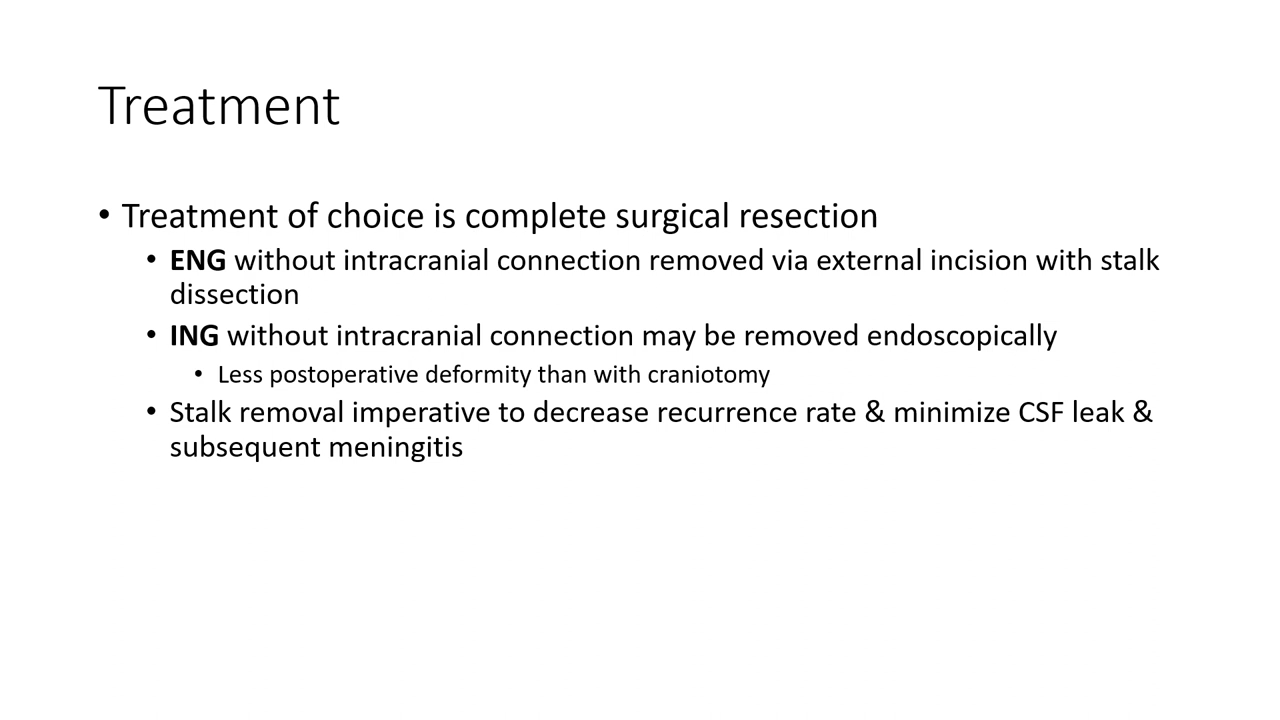 Treatment
• Treatment of choice is complete surgical resection
• ENG without intracranial connection removed via external incision with stalk
dissection
• ING without intracranial connection may be removed endoscopically
• Less postoperative deformity than with craniotomy
• Stalk removal imperative to decrease recurrence rate & minimize CSF leak &
subsequent meningitis